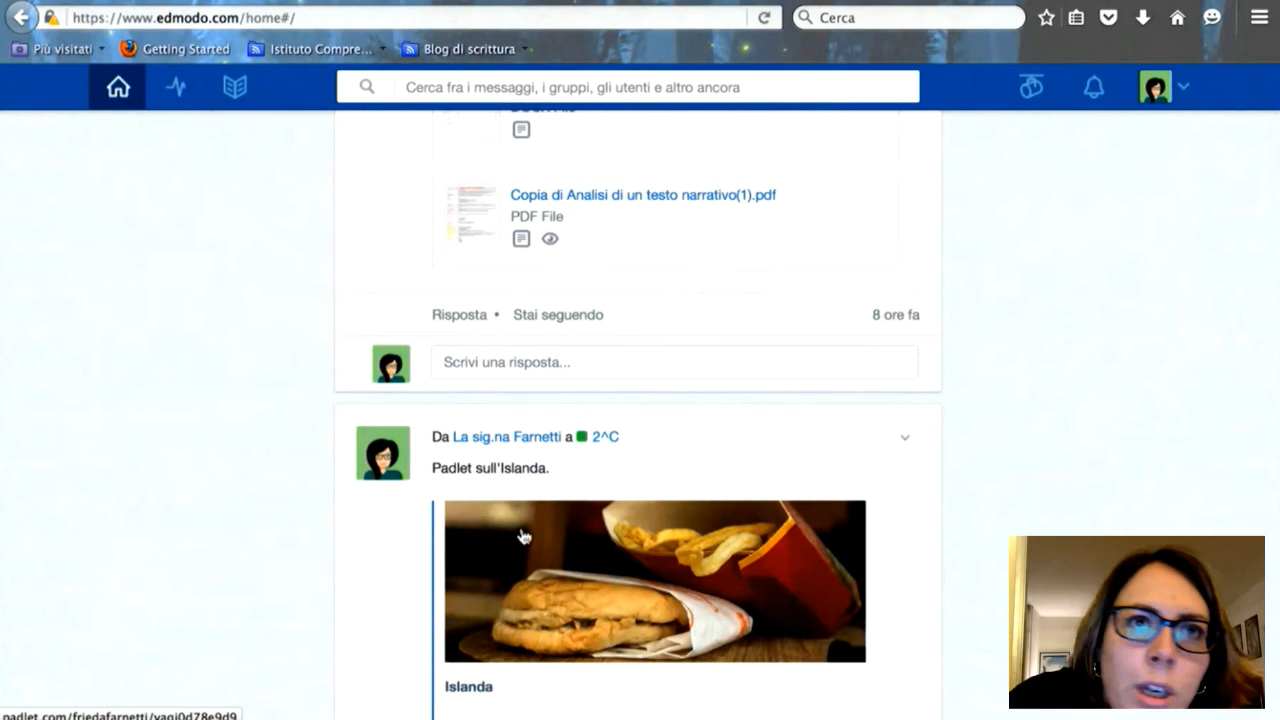 https://www.edmodo.com/home#/
Cerca
Più visitati
Getting Started
Istituto Compre...
Blog di scrittura
Cerca fra i messaggi, i gruppi, gli utenti e altro ancora
Copia di Analisi di un testo narrativo(1).pdf
PDF File
Risposta • Stai seguendo
8 ore fa
Scrivi una risposta...
Da La sig.na Farnetti a 2^C
Padlet sull'Islanda.
Islanda